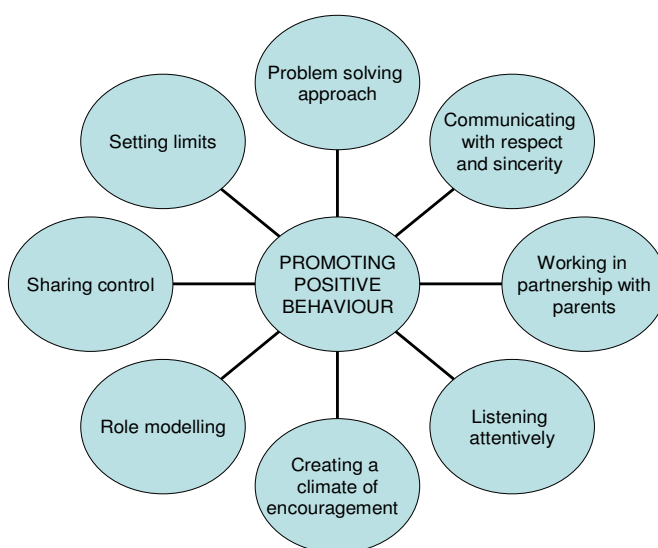 Problem solving
approach
Communicating
with respect
and sincerity
Working in
partnership with
parents
Listening
attentively
Creating a
climate of
encouragement
Role modelling
Sharing control
Setting limits
PROMOTING
POSITIVE
BEHAVIOUR